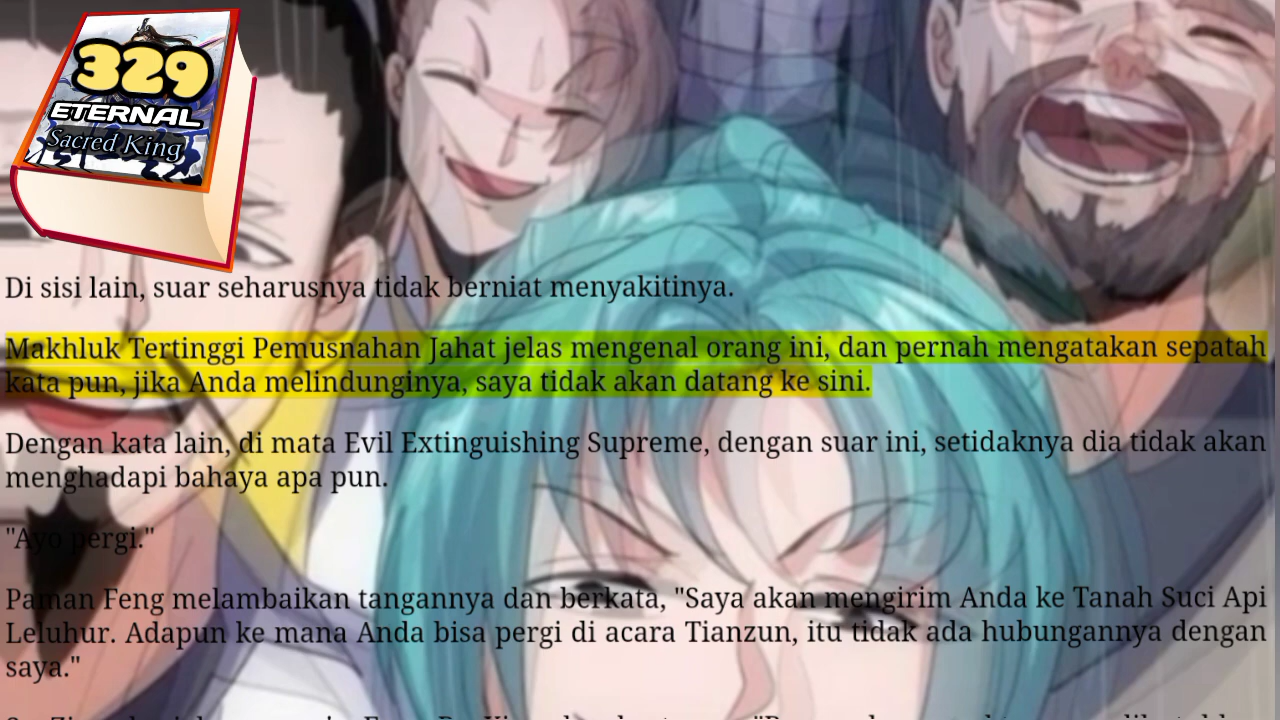 329
ETERNAL
Sacred King
Di sisi lain, suar seharusnya tidak berniat menyakitinya.
Makhluk Tertinggi Pemusnahan Jahat jelas mengenal orang ini, dan pernah mengatakan sepatah
kata pun, jika Anda melindunginya, saya tidak akan datang ke sini.
Dengan kata lain, di mata Evil Extinguishing Supreme, dengan suar ini, setidaknya dia tidak akan
menghadapi bahaya apa pun.
"Ayo pergi."
Paman Feng melambaikan tangannya dan berkata, "Saya akan mengirim Anda ke Tanah Suci Api
Leluhur. Adapun ke mana Anda bisa pergi di acara Tianzun, itu tidak ada hubungannya dengan
saya."